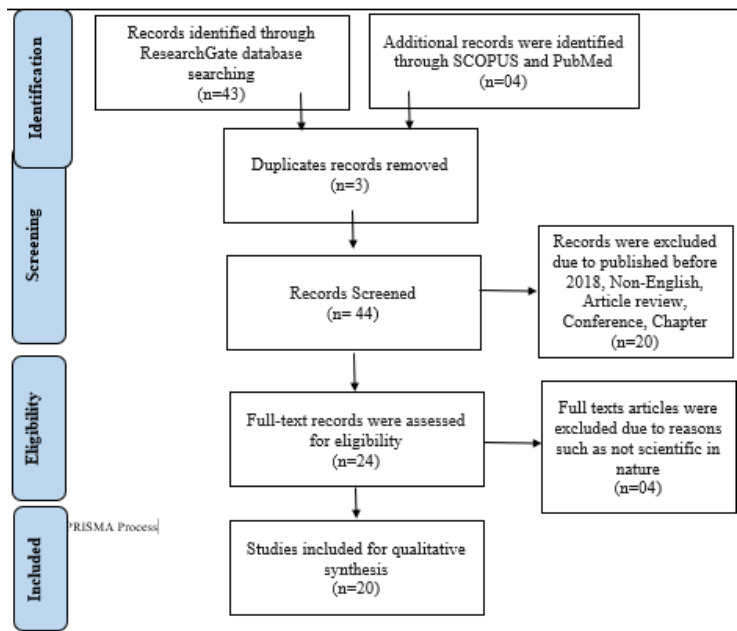 Identification
Records identified through
ResearchGate database
searching
(n=43)
Additional records were identified
through SCOPUS and PubMed
(n=04)
Duplicates records removed
(n=3)
Screening
Records Screened
(n= 44)
Records were excluded
due to published before
2018, Non-English,
Article review,
Conference, Chapter
(n=20)
Eligibility
Full-text records were assessed
for eligibility
(n=24)
Full texts articles were
excluded due to reasons
such as not scientific in
nature
(n=04)
Included
PRISMA Process
Studies included for qualitative
synthesis
(n=20)